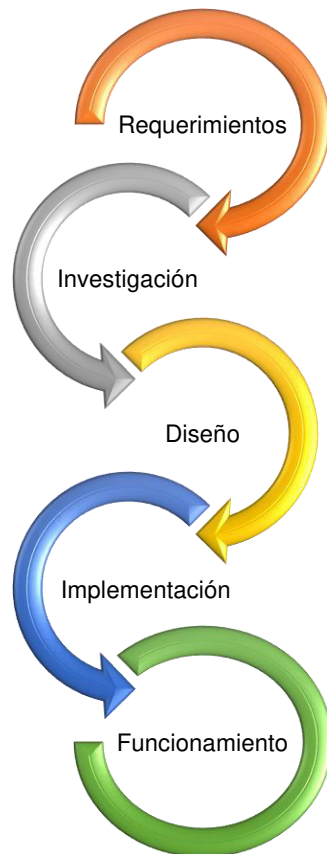 Requerimientos
Investigación
Diseño
Implementación
Funcionamiento